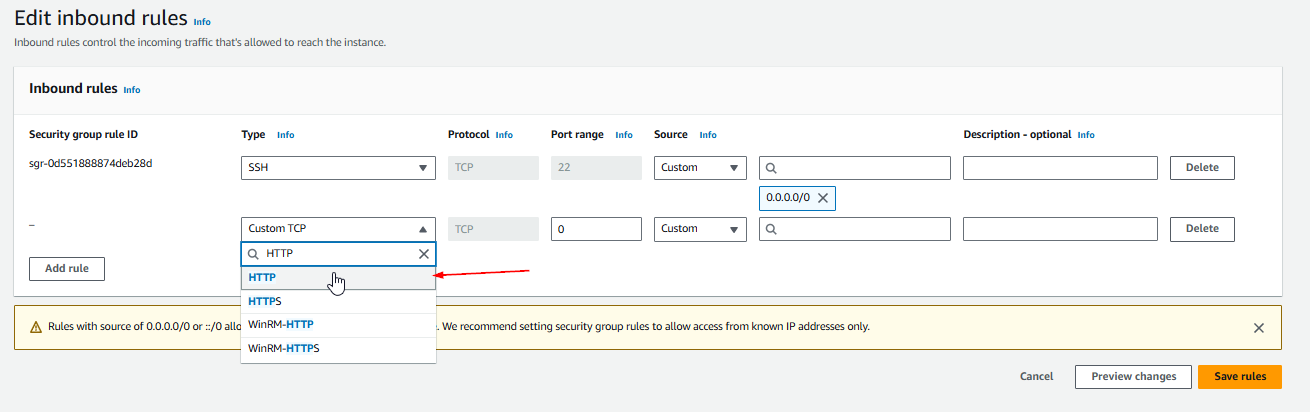 Edit inbound rules Info
Inbound rules control the incoming traffic that's allowed to reach the instance.
Inbound rules Info
Security group rule ID Type Info Protocol Info Port range Info Source Info Description - optional Info
sgr-0d551888874deb28d SSH TCP 22 Custom Delete
0.0.0.0/0
– Custom TCP TCP 0 Custom Delete
HTTP
Add rule
HTTP
HTTPS
WinRM-HTTP
WinRM-HTTPS
Rules with source of 0.0.0.0/0 or ::/0 allo . We recommend setting security group rules to allow access from known IP addresses only.
Cancel Preview changes Save rules